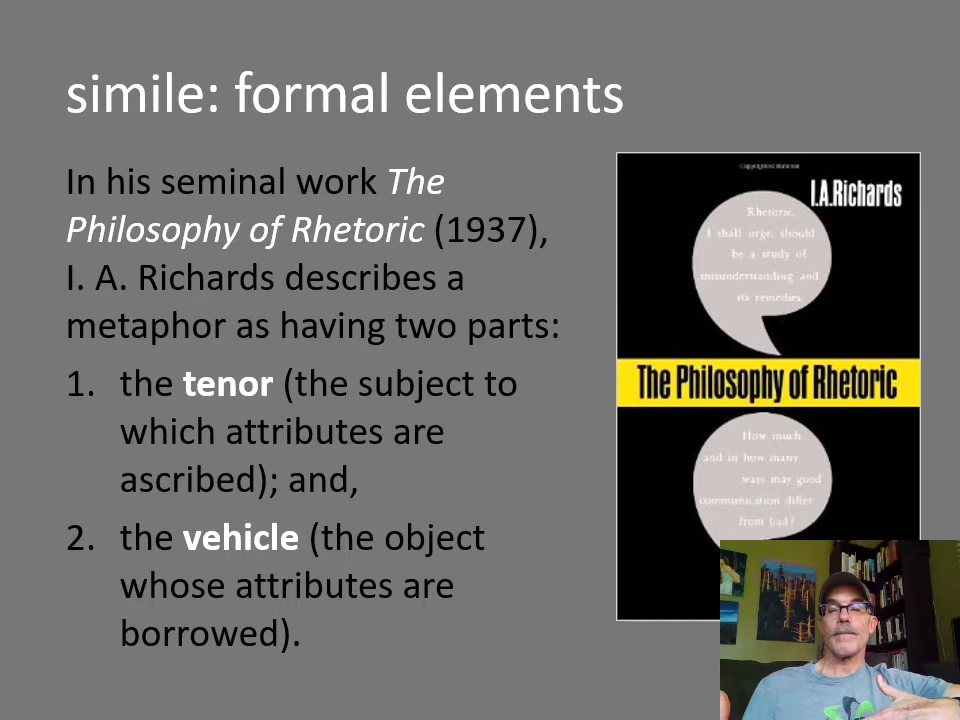 simile: formal elements
In his seminal work The
Philosophy of Rhetoric (1937),
I. A. Richards describes a
metaphor as having two parts:
1. the tenor (the subject to
which attributes are
ascribed); and,
2. the vehicle (the object
whose attributes are
borrowed).
Copyrighted Material
I.A.Richards
Rhetoric,
I shall urge, should
be a study of
misunderstanding and
its remedies
The Philosophy of Rhetoric
How much
and in how many
ways may good
communication differ
from bad?